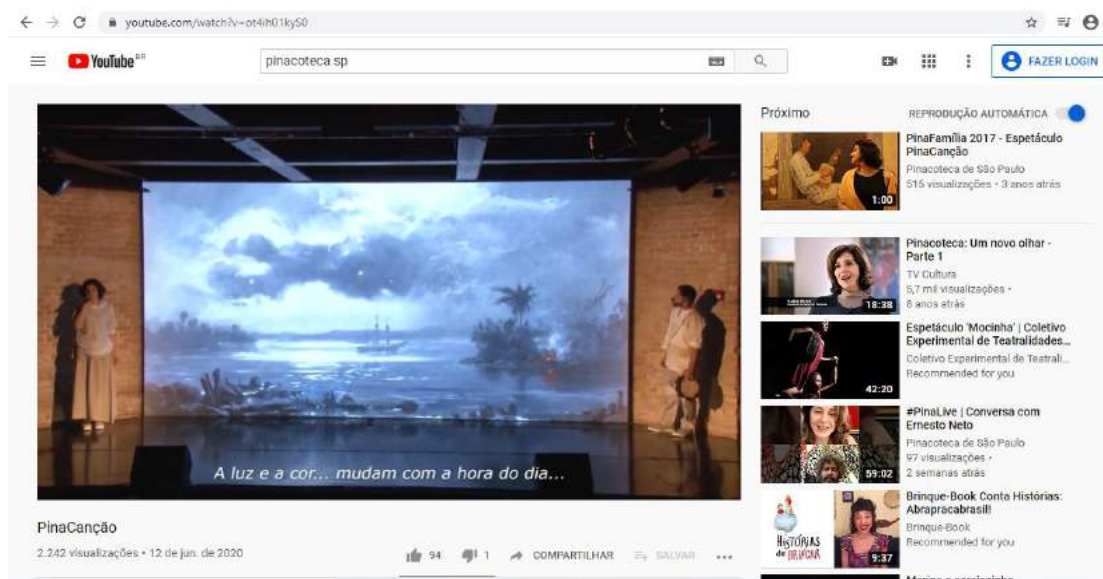 youtube.com/watch?v=ot4ih01kyS0
YouTube BR
pinacoteca sp
FAZER LOGIN
A luz e a cor... mudam com a hora do dia...
PinaCanção
2.242 visualizações • 12 de jun. de 2020
94 1 COMPARTILHAR SALVAR
Próximo
REPRODUÇÃO AUTOMÁTICA
PinaFamília 2017 - Espetáculo
PinaCanção
Pinacoteca de São Paulo
515 visualizações • 3 anos atrás
1:00
Pinacoteca: Um novo olhar -
Parte 1
TV Cultura
5,7 mil visualizações •
8 anos atrás
18:38
Espetáculo 'Mocinha' | Coletivo
Experimental de Teatralidades...
Coletivo Experimental de Teatrali...
Recommended for you
42:20
#PinaLive | Conversa com
Ernesto Neto
Pinacoteca de São Paulo
97 visualizações •
2 semanas atrás
59:02
Brinque-Book Conta Histórias:
Abrapracabrasil!
Brinque-Book
Recommended for you
HISTÓRIAS
de BRINCAR
9:37